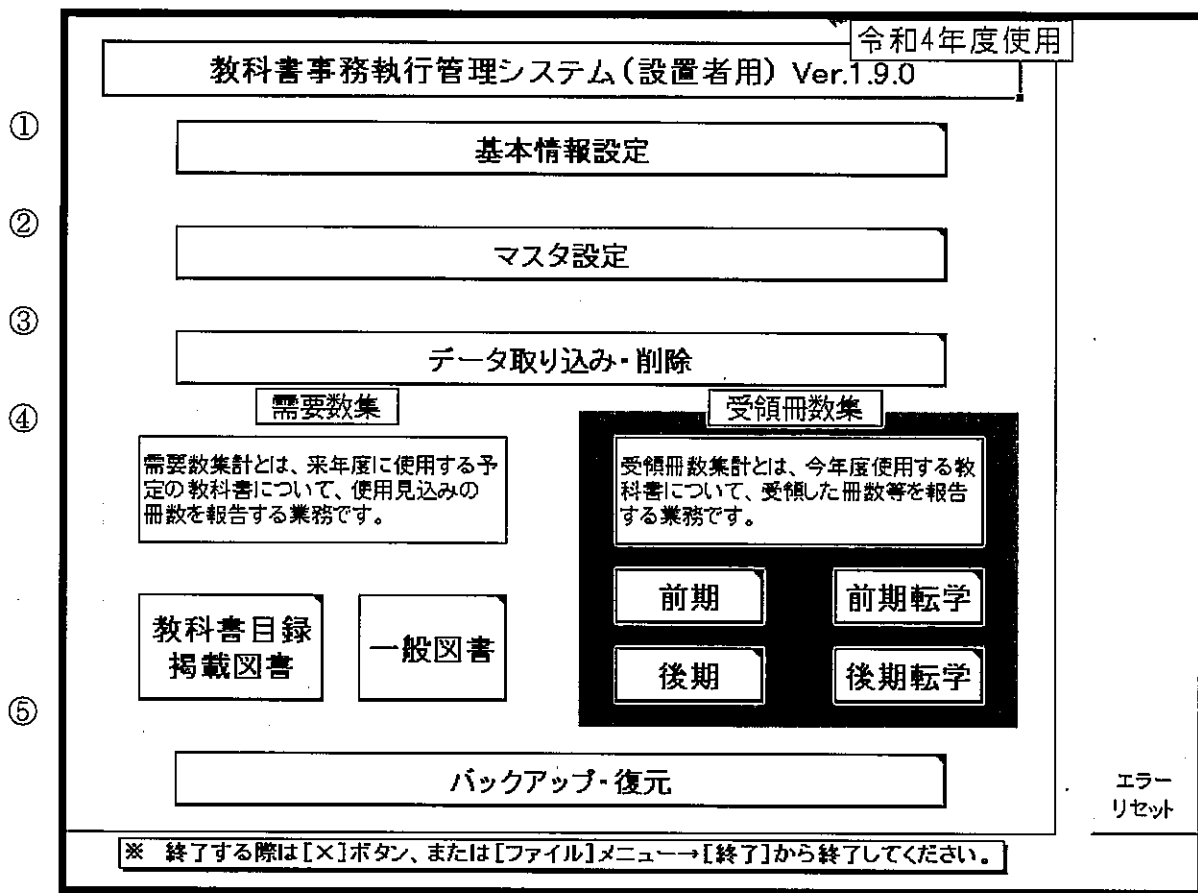 令和4年度使用
教科書事務執行管理システム(設置者用) Ver.1.9.0
①
基本情報設定
②
マスタ設定
③
データ取り込み・削除
④
需要数集
需要数集計とは、来年度に使用する予
定の教科書について、使用見込みの
冊数を報告する業務です。
教科書目録
掲載図書
一般図書
受領冊数集
受領冊数集計とは、今年度使用する教
科書について、受領した冊数等を報告
する業務です。
前期
前期転学
後期
後期転学
⑤
バックアップ・復元
エラー
リセット
※ 終了する際は[×]ボタン、または[ファイル]メニュー→[終了]から終了してください。